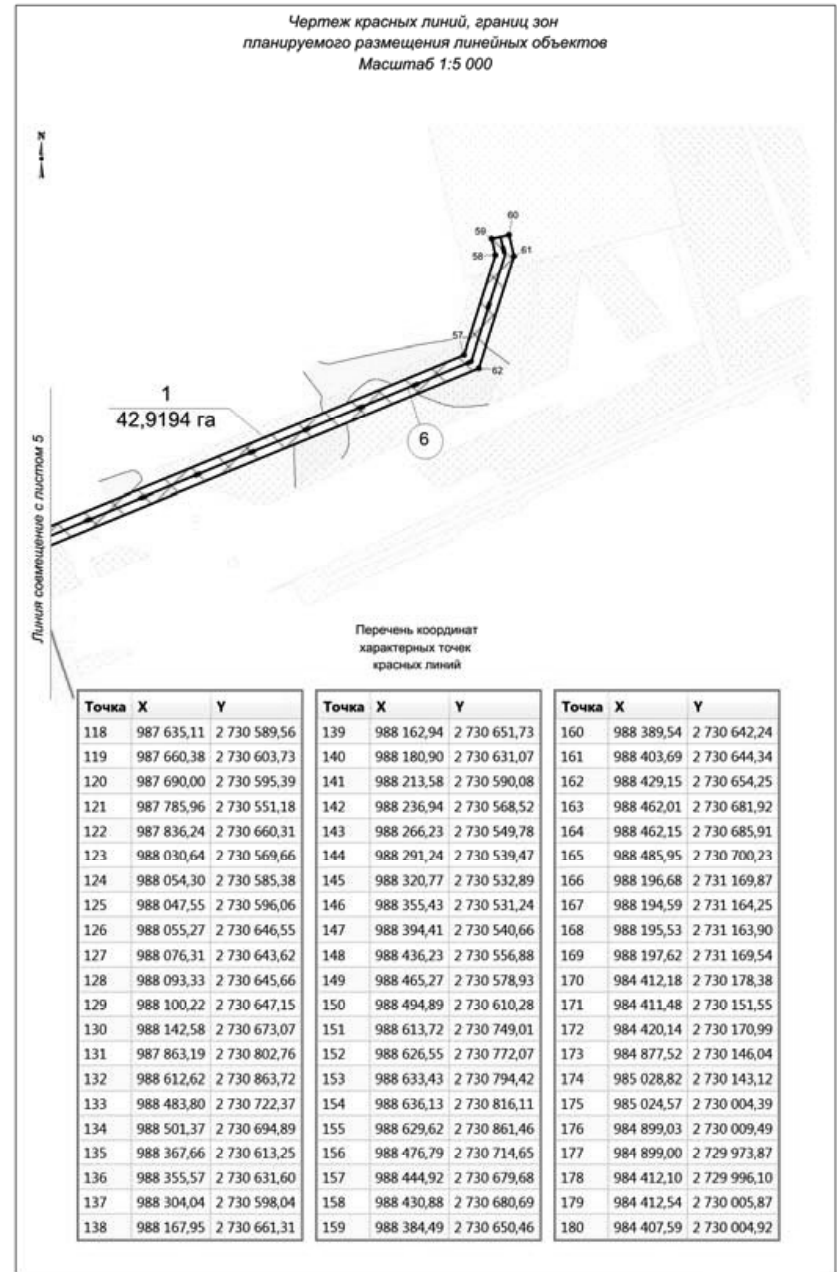 Чертеж красных линий, границ зон
планируемого размещения линейных объектов
Масштаб 1:5 000
N
60
59
58
61
57
62
1
42,9194 га
6
Линия совмещение с листом 5
Перечень координат
характерных точек
красных линий
Точка X Y
118 987 635,11 2 730 589,56
119 987 660,38 2 730 603,73
120 987 690,00 2 730 595,39
121 987 785,96 2 730 551,18
122 987 836,24 2 730 660,31
123 988 030,64 2 730 569,66
124 988 054,30 2 730 585,38
125 988 047,55 2 730 596,06
126 988 055,27 2 730 646,55
127 988 076,31 2 730 643,62
128 988 093,33 2 730 645,66
129 988 100,22 2 730 647,15
130 988 142,58 2 730 673,07
131 987 863,19 2 730 802,76
132 988 612,62 2 730 863,72
133 988 483,80 2 730 722,37
134 988 501,37 2 730 694,89
135 988 367,66 2 730 613,25
136 988 355,57 2 730 631,60
137 988 304,04 2 730 598,04
138 988 167,95 2 730 661,31
Точка X Y
139 988 162,94 2 730 651,73
140 988 180,90 2 730 631,07
141 988 213,58 2 730 590,08
142 988 236,94 2 730 568,52
143 988 266,23 2 730 549,78
144 988 291,24 2 730 539,47
145 988 320,77 2 730 532,89
146 988 355,43 2 730 531,24
147 988 394,41 2 730 540,66
148 988 436,23 2 730 556,88
149 988 465,27 2 730 578,93
150 988 494,89 2 730 610,28
151 988 613,72 2 730 749,01
152 988 626,55 2 730 772,07
153 988 633,43 2 730 794,42
154 988 636,13 2 730 816,11
155 988 629,62 2 730 861,46
156 988 476,79 2 730 714,65
157 988 444,92 2 730 679,68
158 988 430,88 2 730 680,69
159 988 384,49 2 730 650,46
Точка X Y
160 988 389,54 2 730 642,24
161 988 403,69 2 730 644,34
162 988 429,15 2 730 654,25
163 988 462,01 2 730 681,92
164 988 462,15 2 730 685,91
165 988 485,95 2 730 700,23
166 988 196,68 2 731 169,87
167 988 194,59 2 731 164,25
168 988 195,53 2 731 163,90
169 988 197,62 2 731 169,54
170 984 412,18 2 730 178,38
171 984 411,48 2 730 151,55
172 984 420,14 2 730 170,99
173 984 877,52 2 730 146,04
174 985 028,82 2 730 143,12
175 985 024,57 2 730 004,39
176 984 899,03 2 730 009,49
177 984 899,00 2 729 973,87
178 984 412,10 2 729 996,10
179 984 412,54 2 730 005,87
180 984 407,59 2 730 004,92